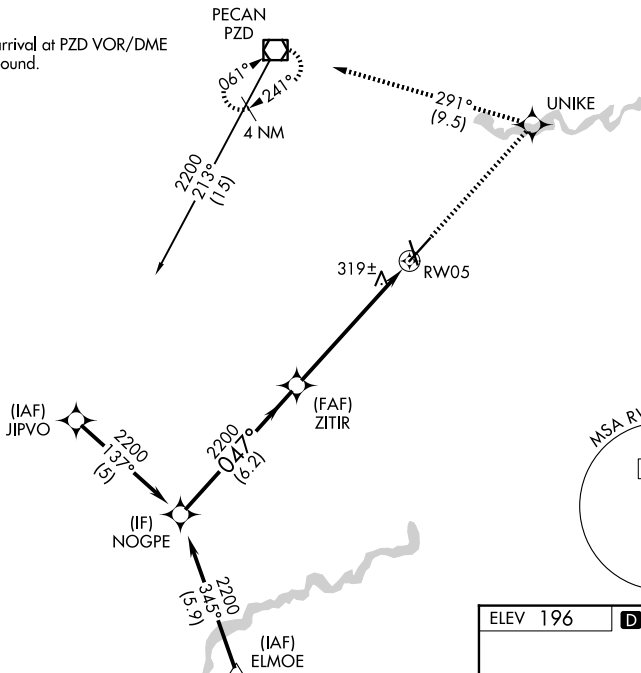 PECAN
PZD
arrival at PZD VOR/DME
ound.
061°
241°
4 NM
291°
(9.5)
UNIKE
2200
213°
(15)
319±
RW05
(FAF)
ZITIR
(IAF)
JIPVO
2200
137°
(5)
2200
047°
(6.2)
(IF)
NOGPE
MSA RW
2200
345°
(5.9)
(IAF)
ELMOE
ELEV 196
D